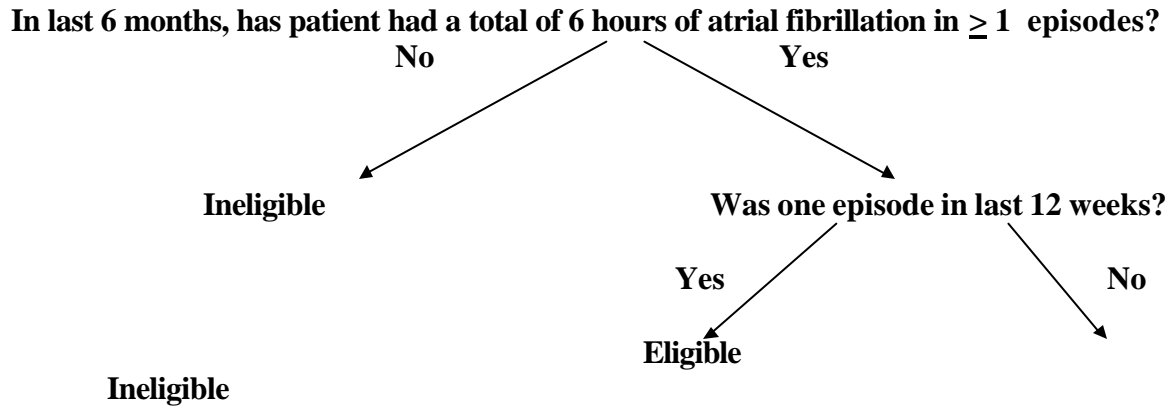 In last 6 months, has patient had a total of 6 hours of atrial fibrillation in ≥ 1 episodes?
No Yes
Ineligible Was one episode in last 12 weeks?
Yes No
Eligible
Ineligible